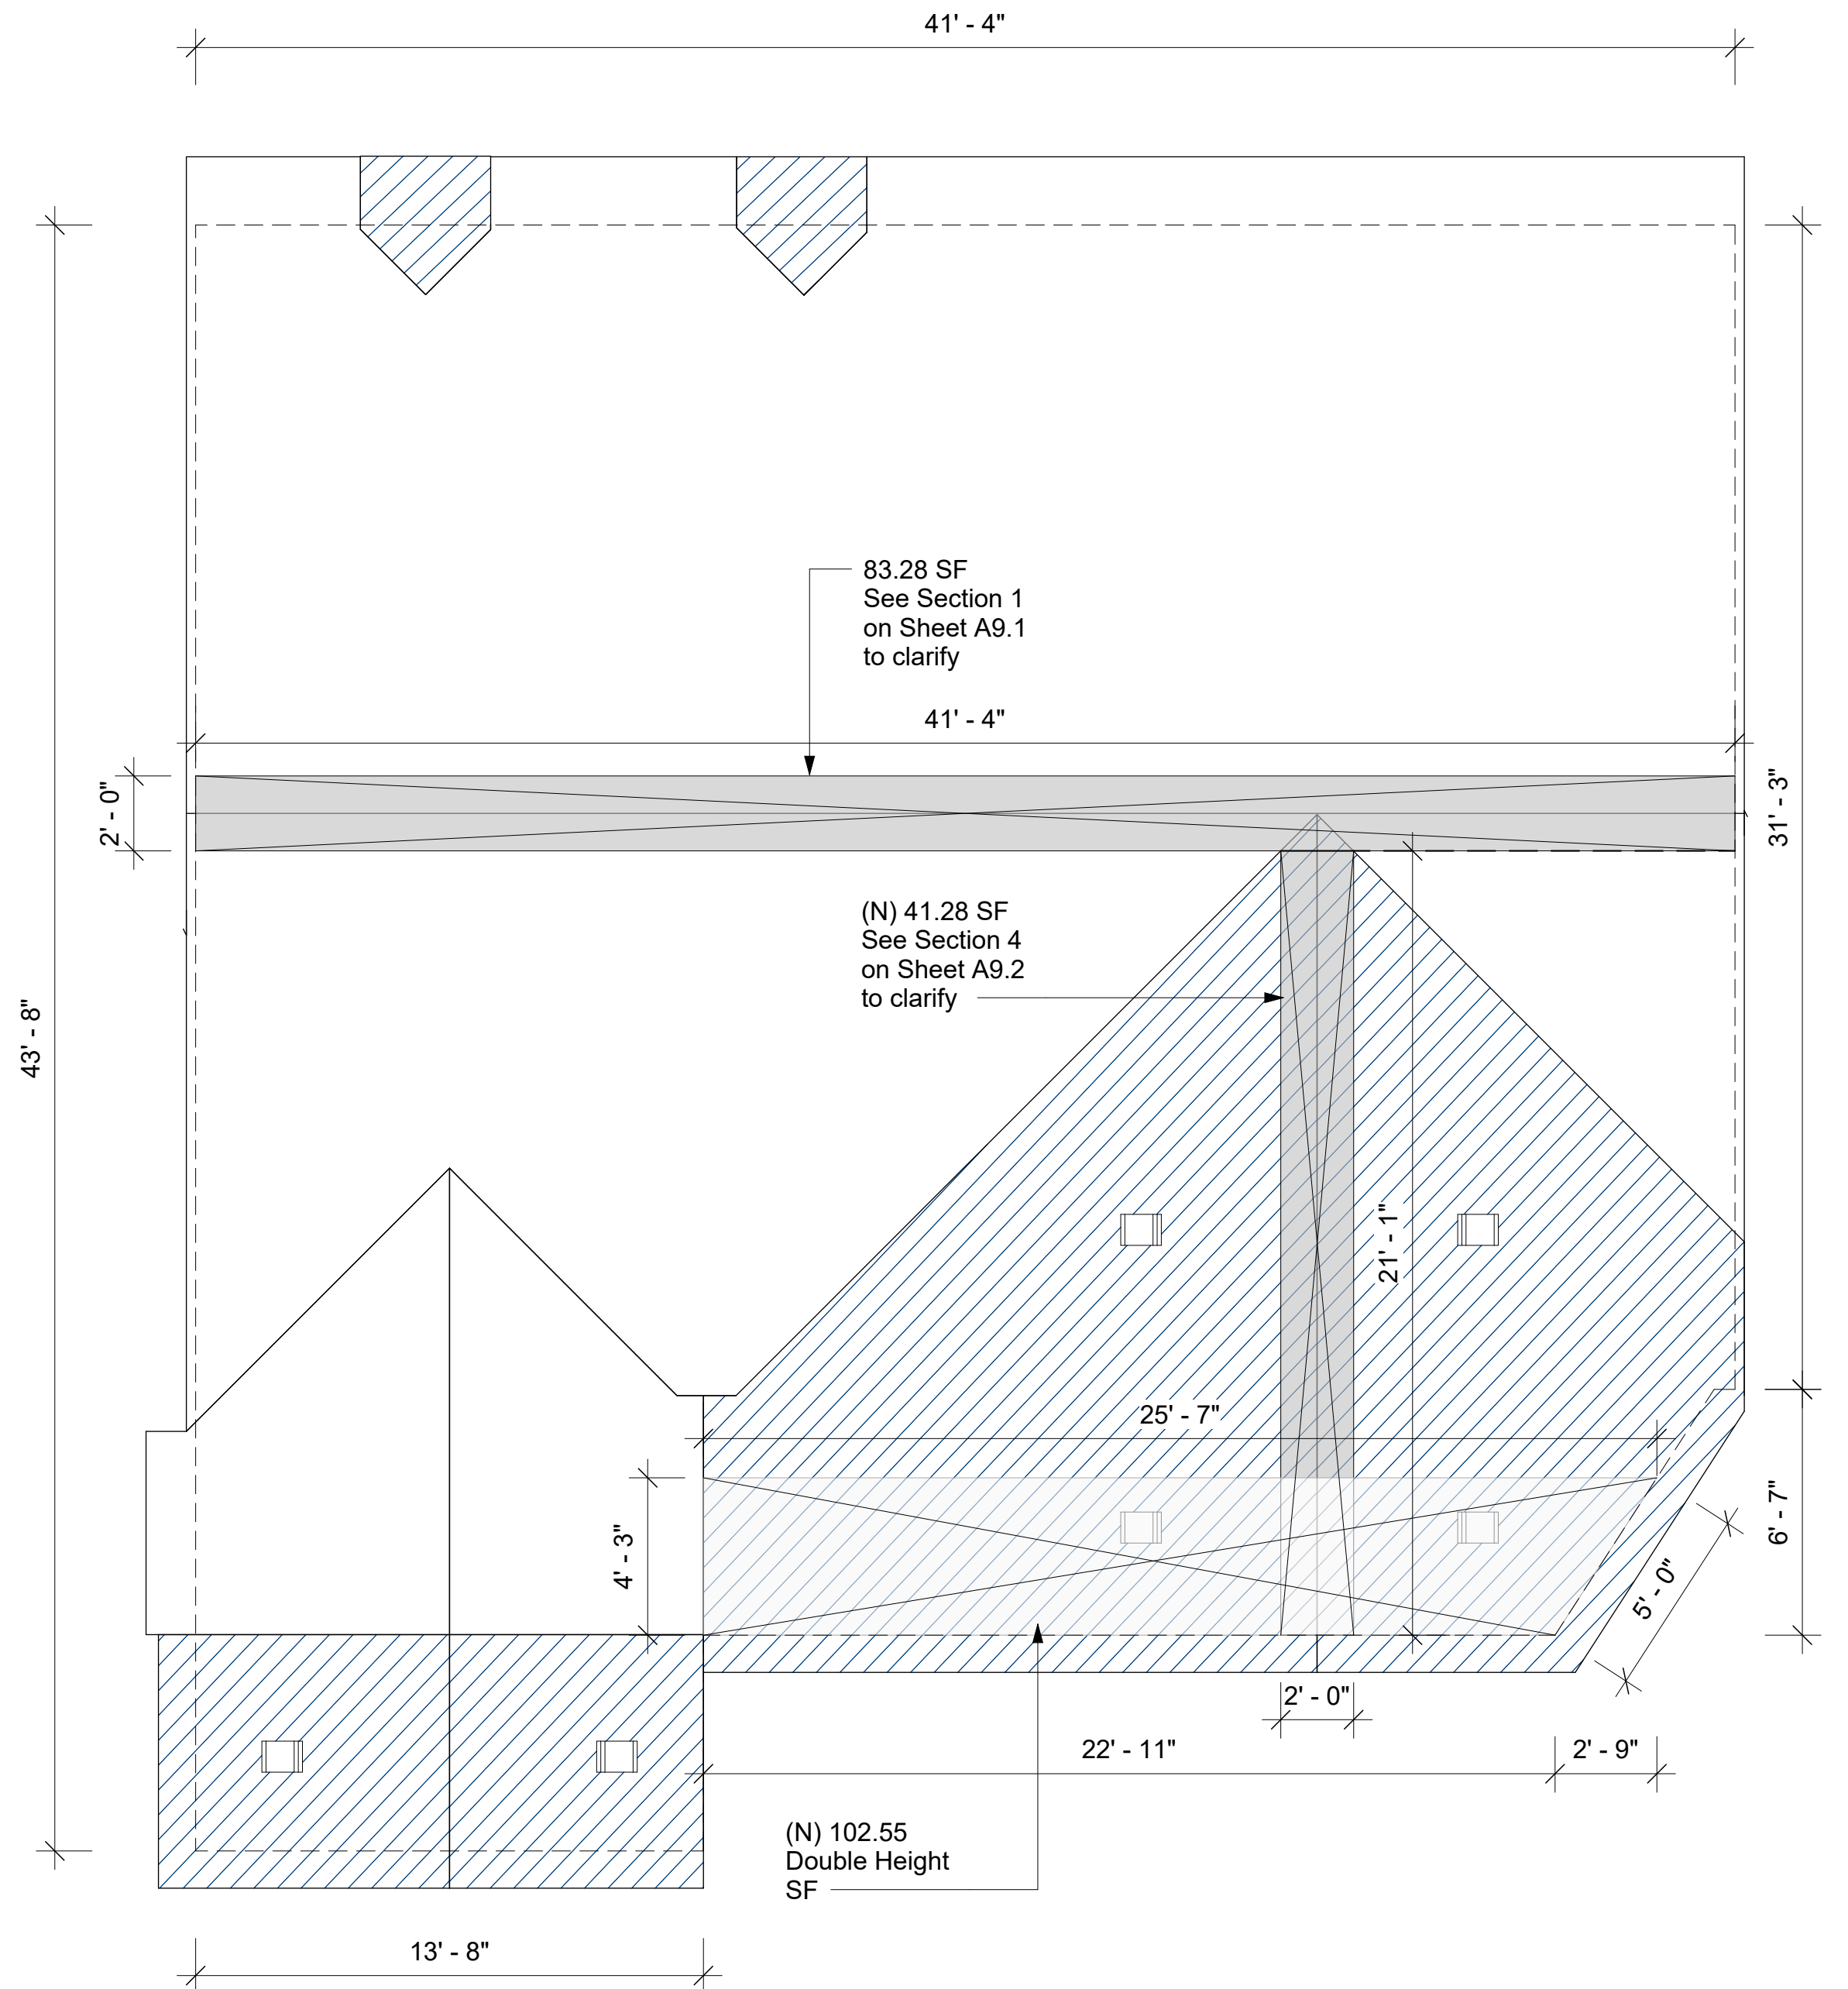 41' - 4"
83.28 SF
See Section 1
on Sheet A9.1
to clarify
41' - 4"
2' - 0"
31' - 3"
(N) 41.28 SF
See Section 4
on Sheet A9.2
to clarify
43' - 8"
21' - 1"
25' - 7"
4' - 3"
6' - 7"
5' - 0"
2' - 0"
22' - 11"
2' - 9"
(N) 102.55
Double Height
SF
13' - 8"